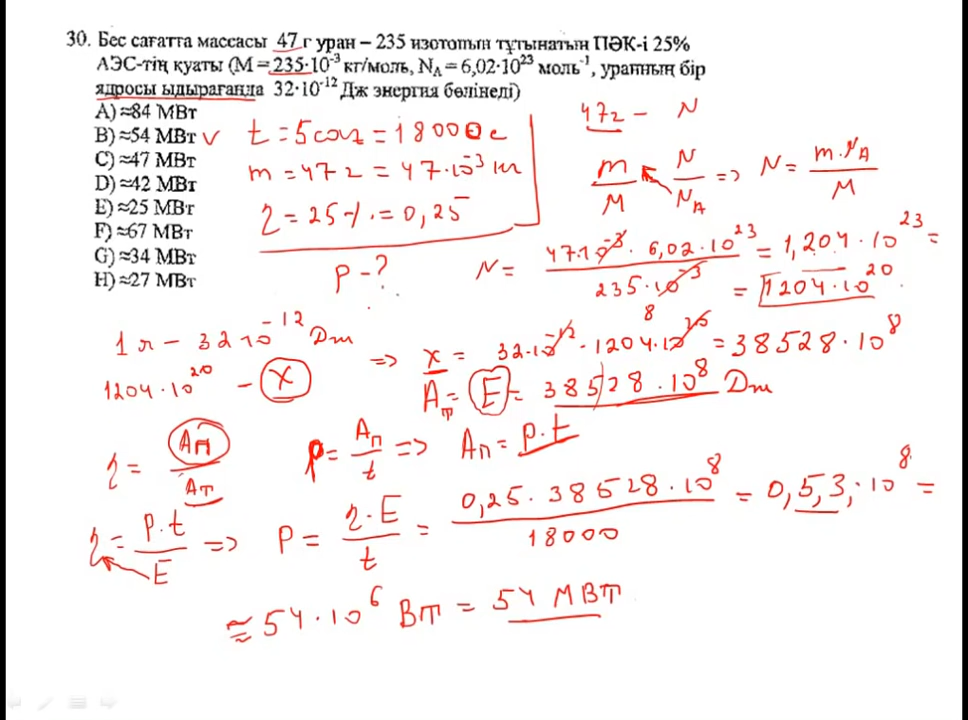 30. Бес сағатта массасы 47 г уран – 235 изотопын тұтынатын ПӘК-і 25%
АЭС-тің қуаты (M = 235·10⁻³ кг/моль, N_A = 6,02·10²³ моль⁻¹, уранның бір
ядросы ыдырағанда 32·10⁻¹² Дж энергия бөлінеді)
A) ≈84 МВт
B) ≈54 МВт ✓
C) ≈47 МВт
D) ≈42 МВт
E) ≈25 МВт
F) ≈67 МВт
G) ≈34 МВт
H) ≈27 МВт
t = 5 сағ = 18000 с
m = 47 г = 47·10⁻³ кг
η = 25% = 0,25
P - ?
47г – N
m/M = N/N_A => N = m·N_A/M
N = 47·10⁻³·6,02·10²³/235·10⁻³ = 1,204·10²³ =
= 1204·10²⁰
1 я – 32·10⁻¹² Дж
1204·10²⁰ – x
=> x = 32·10⁻¹²·1204·10²⁰ = 38528·10⁸
8
Aт = E = 38528·10⁸ Дж
η = Aп/Aт
P = Aп/t => Aп = P·t
η = P·t/E => P = η·E/t = 0,25·38528·10⁸/18000 = 0,53,·10⁸ =
≈ 54·10⁶ Вт = 54 МВт